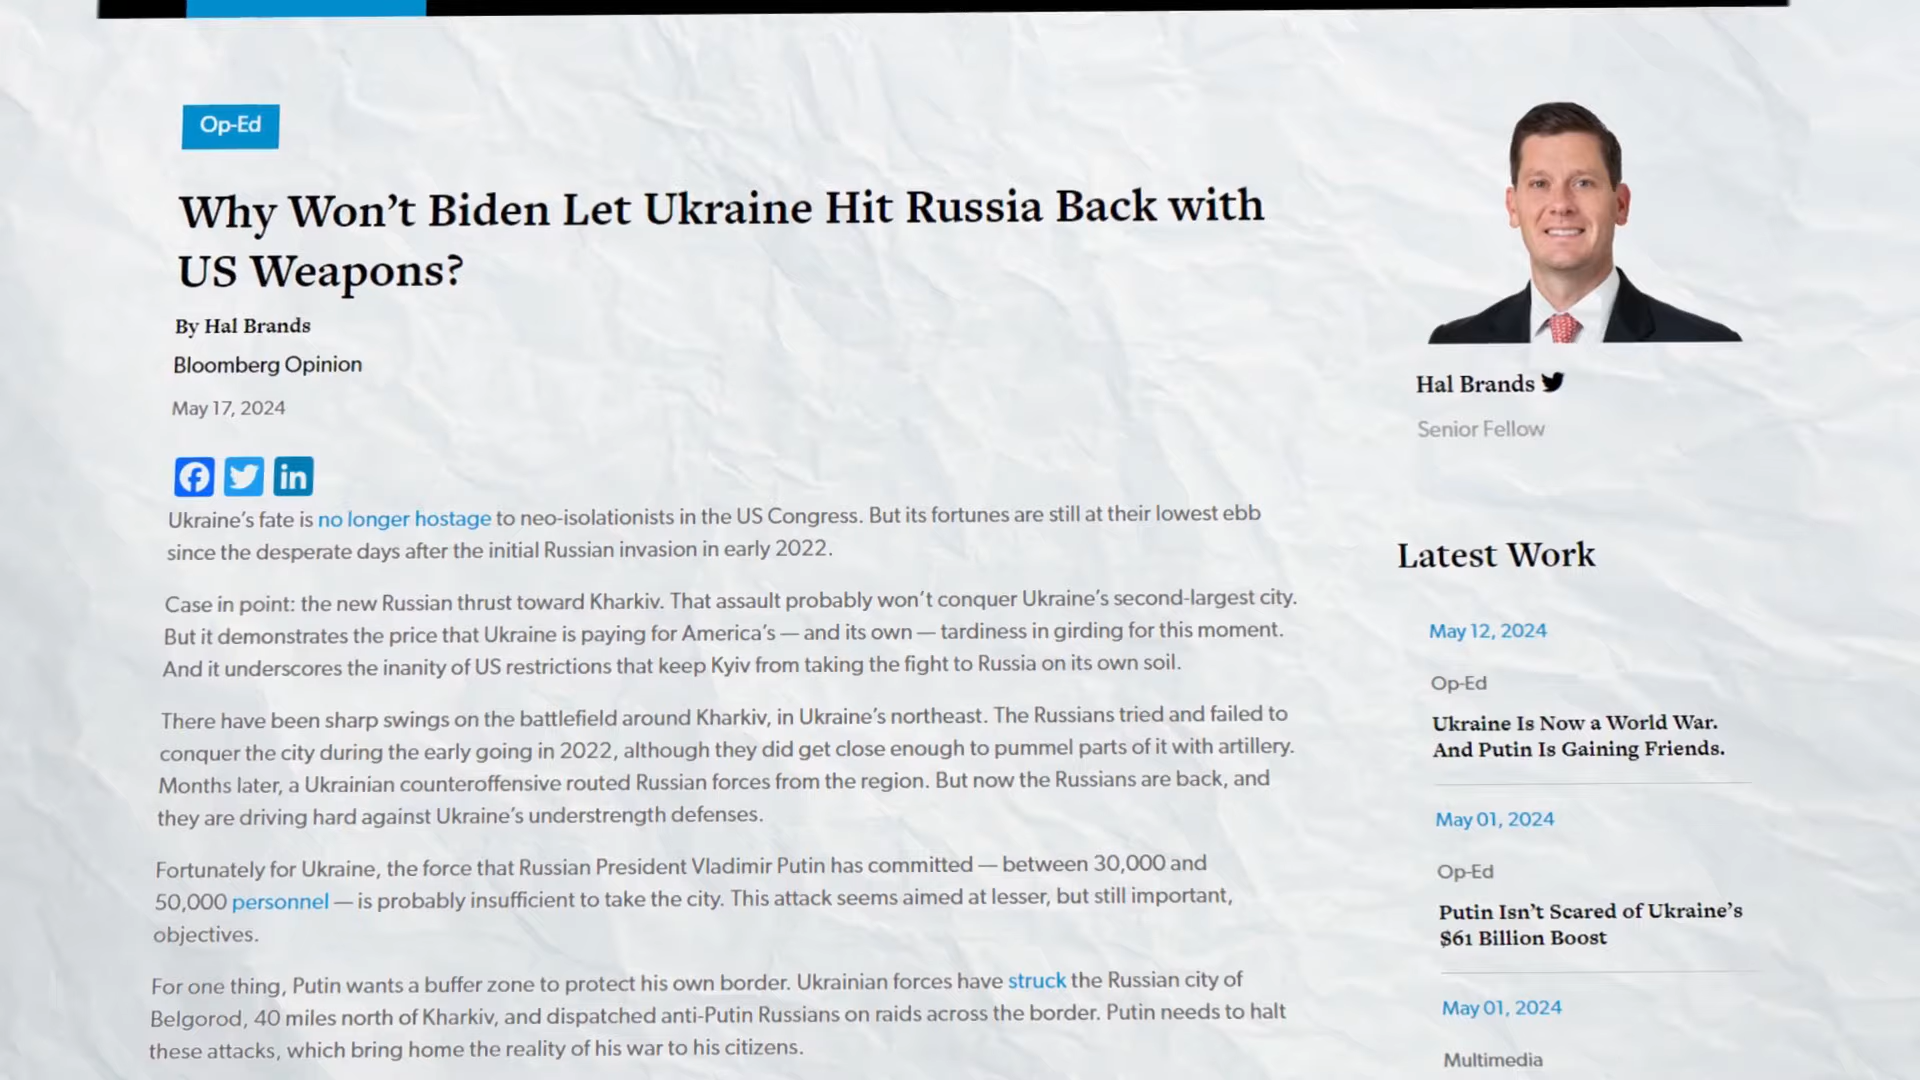 Op-Ed
Why Won't Biden Let Ukraine Hit Russia Back with
US Weapons?
By Hal Brands
Bloomberg Opinion
May 17, 2024
Ukraine's fate is no longer hostage to neo-isolationists in the US Congress. But its fortunes are still at their lowest ebb
since the desperate days after the initial Russian invasion in early 2022.
Case in point: the new Russian thrust toward Kharkiv. That assault probably won't conquer Ukraine's second-largest city.
But it demonstrates the price that Ukraine is paying for America's — and its own — tardiness in girding for this moment.
And it underscores the inanity of US restrictions that keep Kyiv from taking the fight to Russia on its own soil.
There have been sharp swings on the battlefield around Kharkiv, in Ukraine's northeast. The Russians tried and failed to
conquer the city during the early going in 2022, although they did get close enough to pummel parts of it with artillery.
Months later, a Ukrainian counteroffensive routed Russian forces from the region. But now the Russians are back, and
they are driving hard against Ukraine's understrength defenses.
Fortunately for Ukraine, the force that Russian President Vladimir Putin has committed — between 30,000 and
50,000 personnel — is probably insufficient to take the city. This attack seems aimed at lesser, but still important,
objectives.
For one thing, Putin wants a buffer zone to protect his own border. Ukrainian forces have struck the Russian city of
Belgorod, 40 miles north of Kharkiv, and dispatched anti-Putin Russians on raids across the border. Putin needs to halt
these attacks, which bring home the reality of his war to his citizens.
Hal Brands
Senior Fellow
Latest Work
May 12, 2024
Op-Ed
Ukraine Is Now a World War.
And Putin Is Gaining Friends.
May 01, 2024
Op-Ed
Putin Isn't Scared of Ukraine's
$61 Billion Boost
May 01, 2024
Multimedia